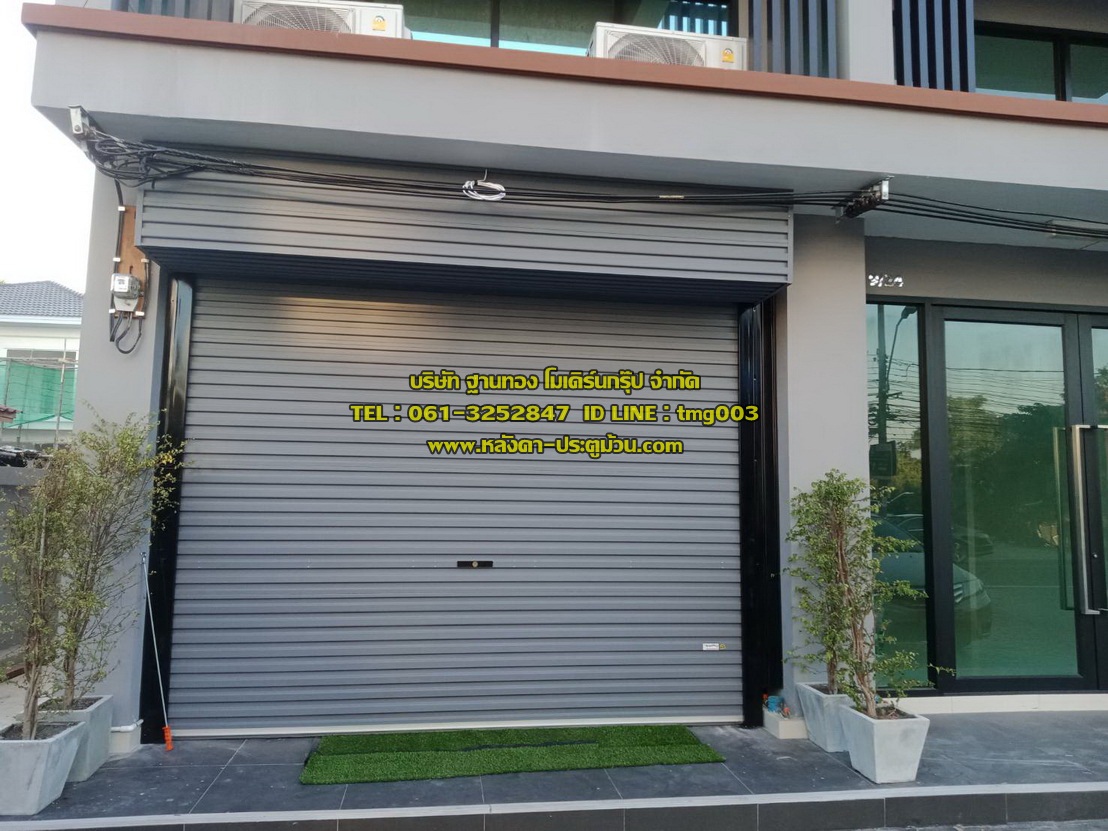 บริษัท ฐานทอง โมเดิร์นกรุ๊ป จำกัด
TEL : 061-3252847 ID LINE : tmg003
www.หลังคา-ประตูม้วน.com